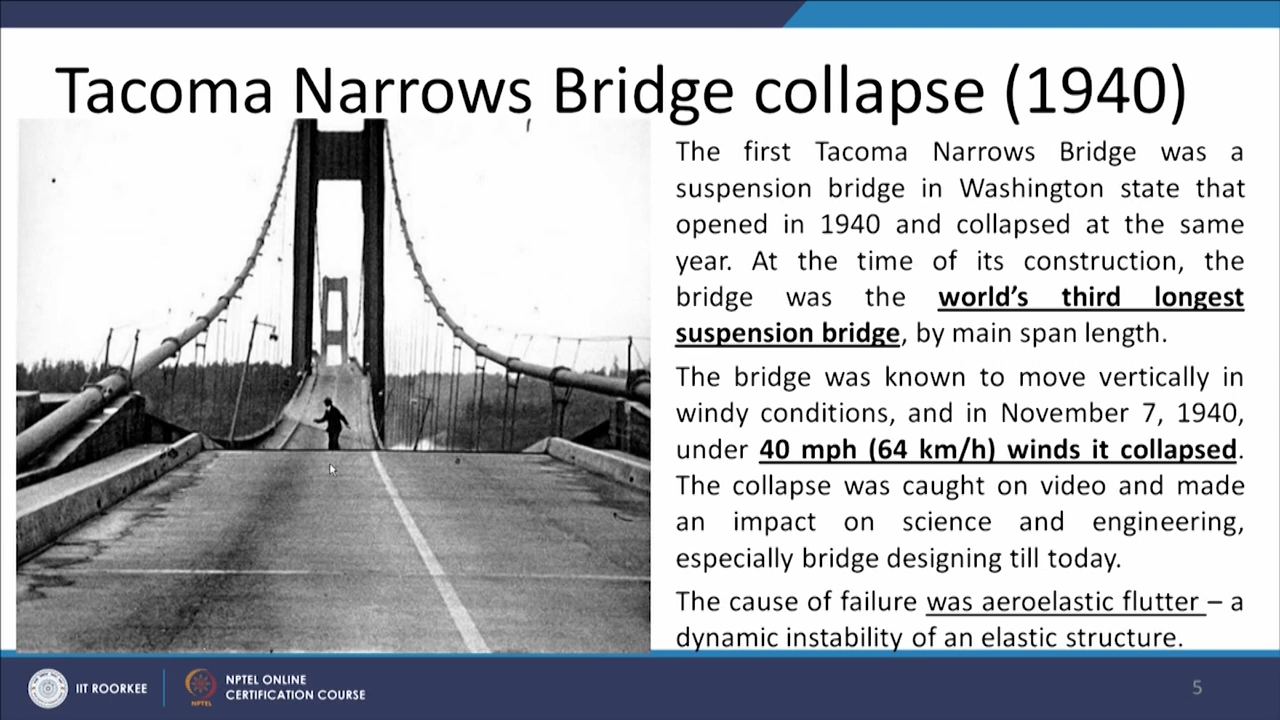 Tacoma Narrows Bridge collapse (1940)
The first Tacoma Narrows Bridge was a
suspension bridge in Washington state that
opened in 1940 and collapsed at the same
year. At the time of its construction, the
bridge was the world’s third longest
suspension bridge, by main span length.
The bridge was known to move vertically in
windy conditions, and in November 7, 1940,
under 40 mph (64 km/h) winds it collapsed.
The collapse was caught on video and made
an impact on science and engineering,
especially bridge designing till today.
The cause of failure was aeroelastic flutter – a
dynamic instability of an elastic structure.
IIT ROORKEE
NPTEL
NPTEL ONLINE
CERTIFICATION COURSE
5